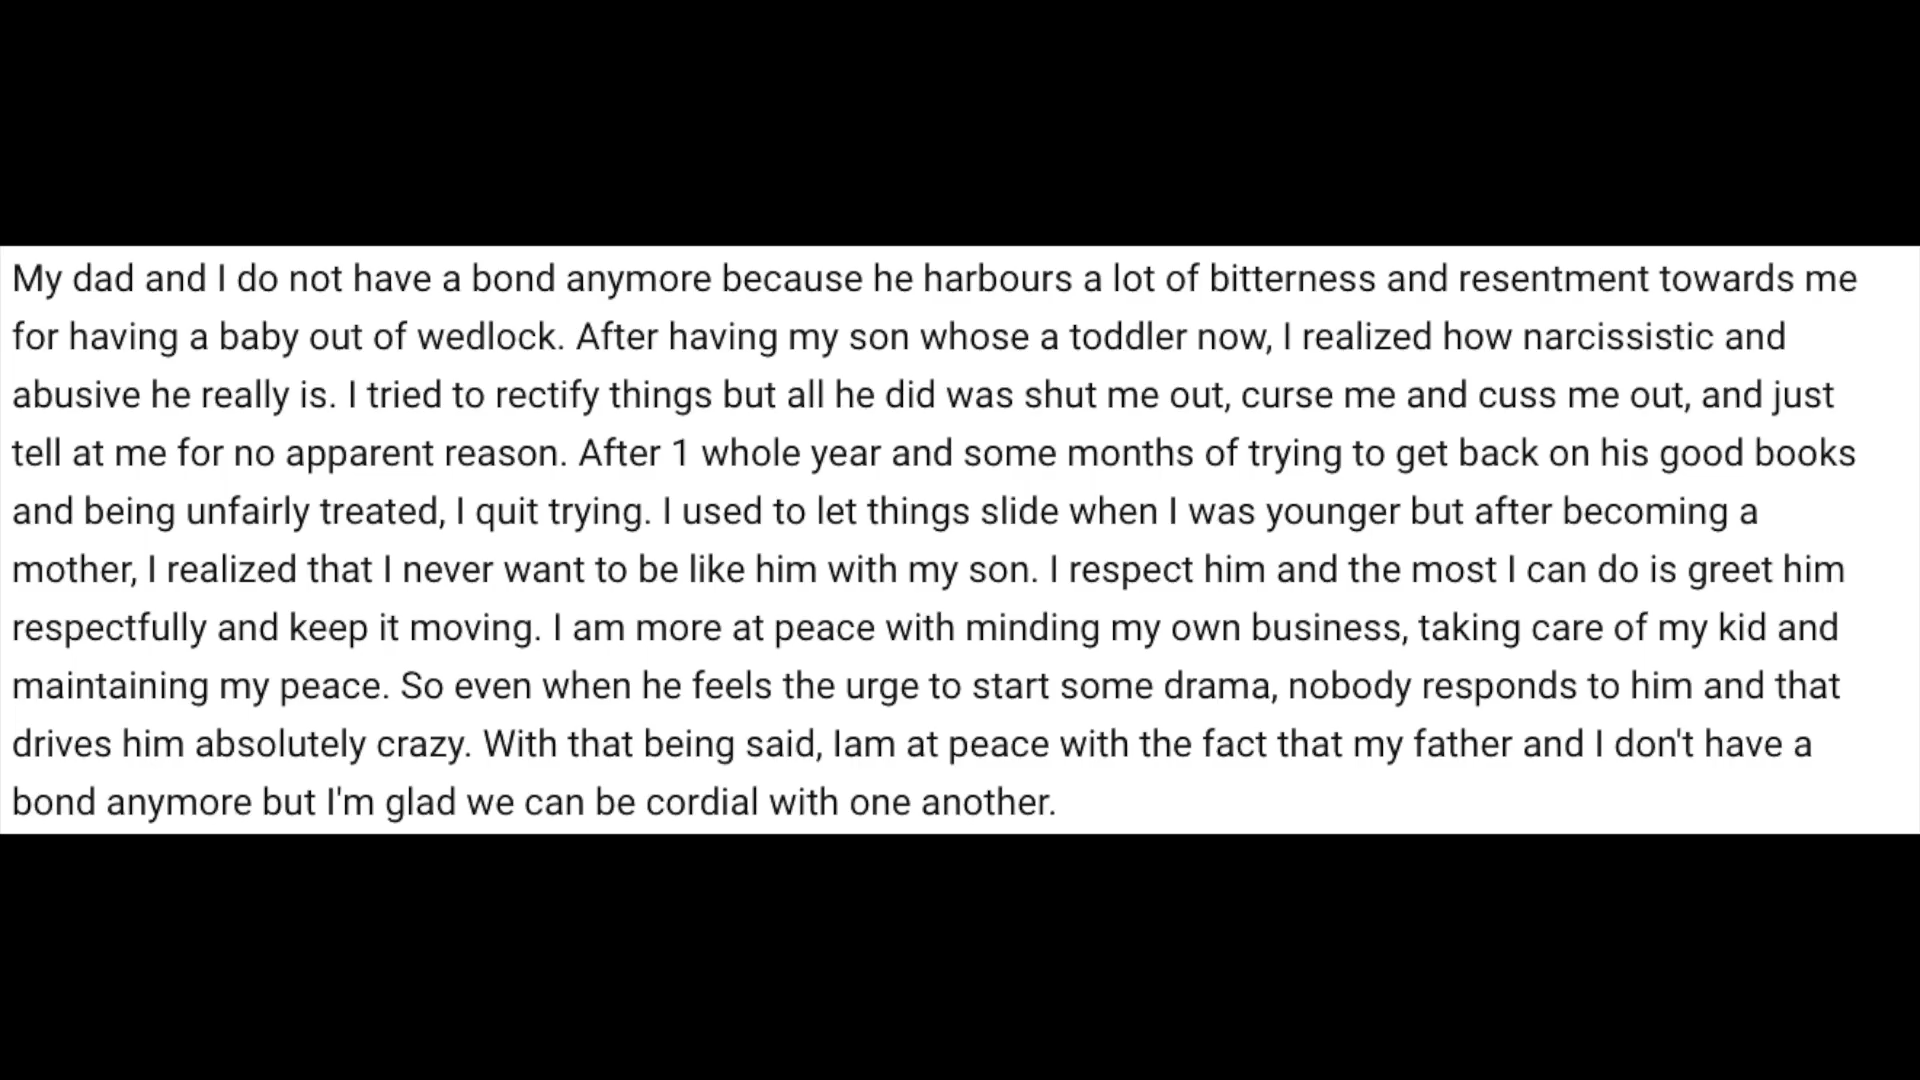 My dad and I do not have a bond anymore because he harbours a lot of bitterness and resentment towards me
for having a baby out of wedlock. After having my son whose a toddler now, I realized how narcissistic and
abusive he really is. I tried to rectify things but all he did was shut me out, curse me and cuss me out, and just
tell at me for no apparent reason. After 1 whole year and some months of trying to get back on his good books
and being unfairly treated, I quit trying. I used to let things slide when I was younger but after becoming a
mother, I realized that I never want to be like him with my son. I respect him and the most I can do is greet him
respectfully and keep it moving. I am more at peace with minding my own business, taking care of my kid and
maintaining my peace. So even when he feels the urge to start some drama, nobody responds to him and that
drives him absolutely crazy. With that being said, Iam at peace with the fact that my father and I don't have a
bond anymore but I'm glad we can be cordial with one another.